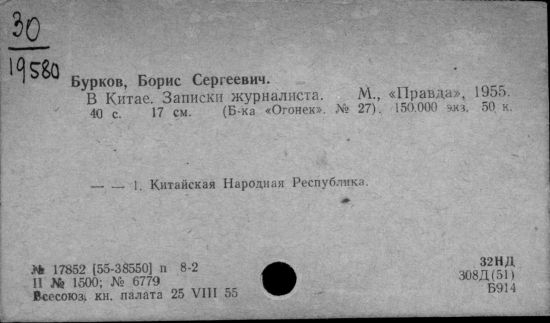 30
19580
Бурков, Борис Сергеевич.
В Китае. Записки журналиста. М., «Правда», 1955.
40 с. 17 см. (Б-ка «Огонек». № 27). 150.000 экз. 50 к.
— — 1. Китайская Народная Республика.
№ 17852 [55-38550] п 8-2
П № 1500; № 6779
Всесоюз. кн. палата 25 VIII 55
32НД
308Д(51)
Б914